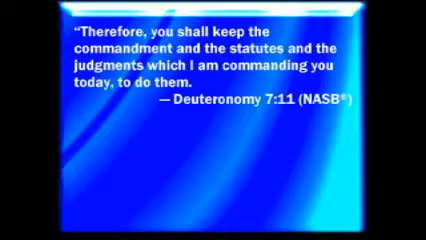 “Therefore, you shall keep the
commandment and the statutes and the
judgments which I am commanding you
today, to do them.
— Deuteronomy 7:11 (NASB®)